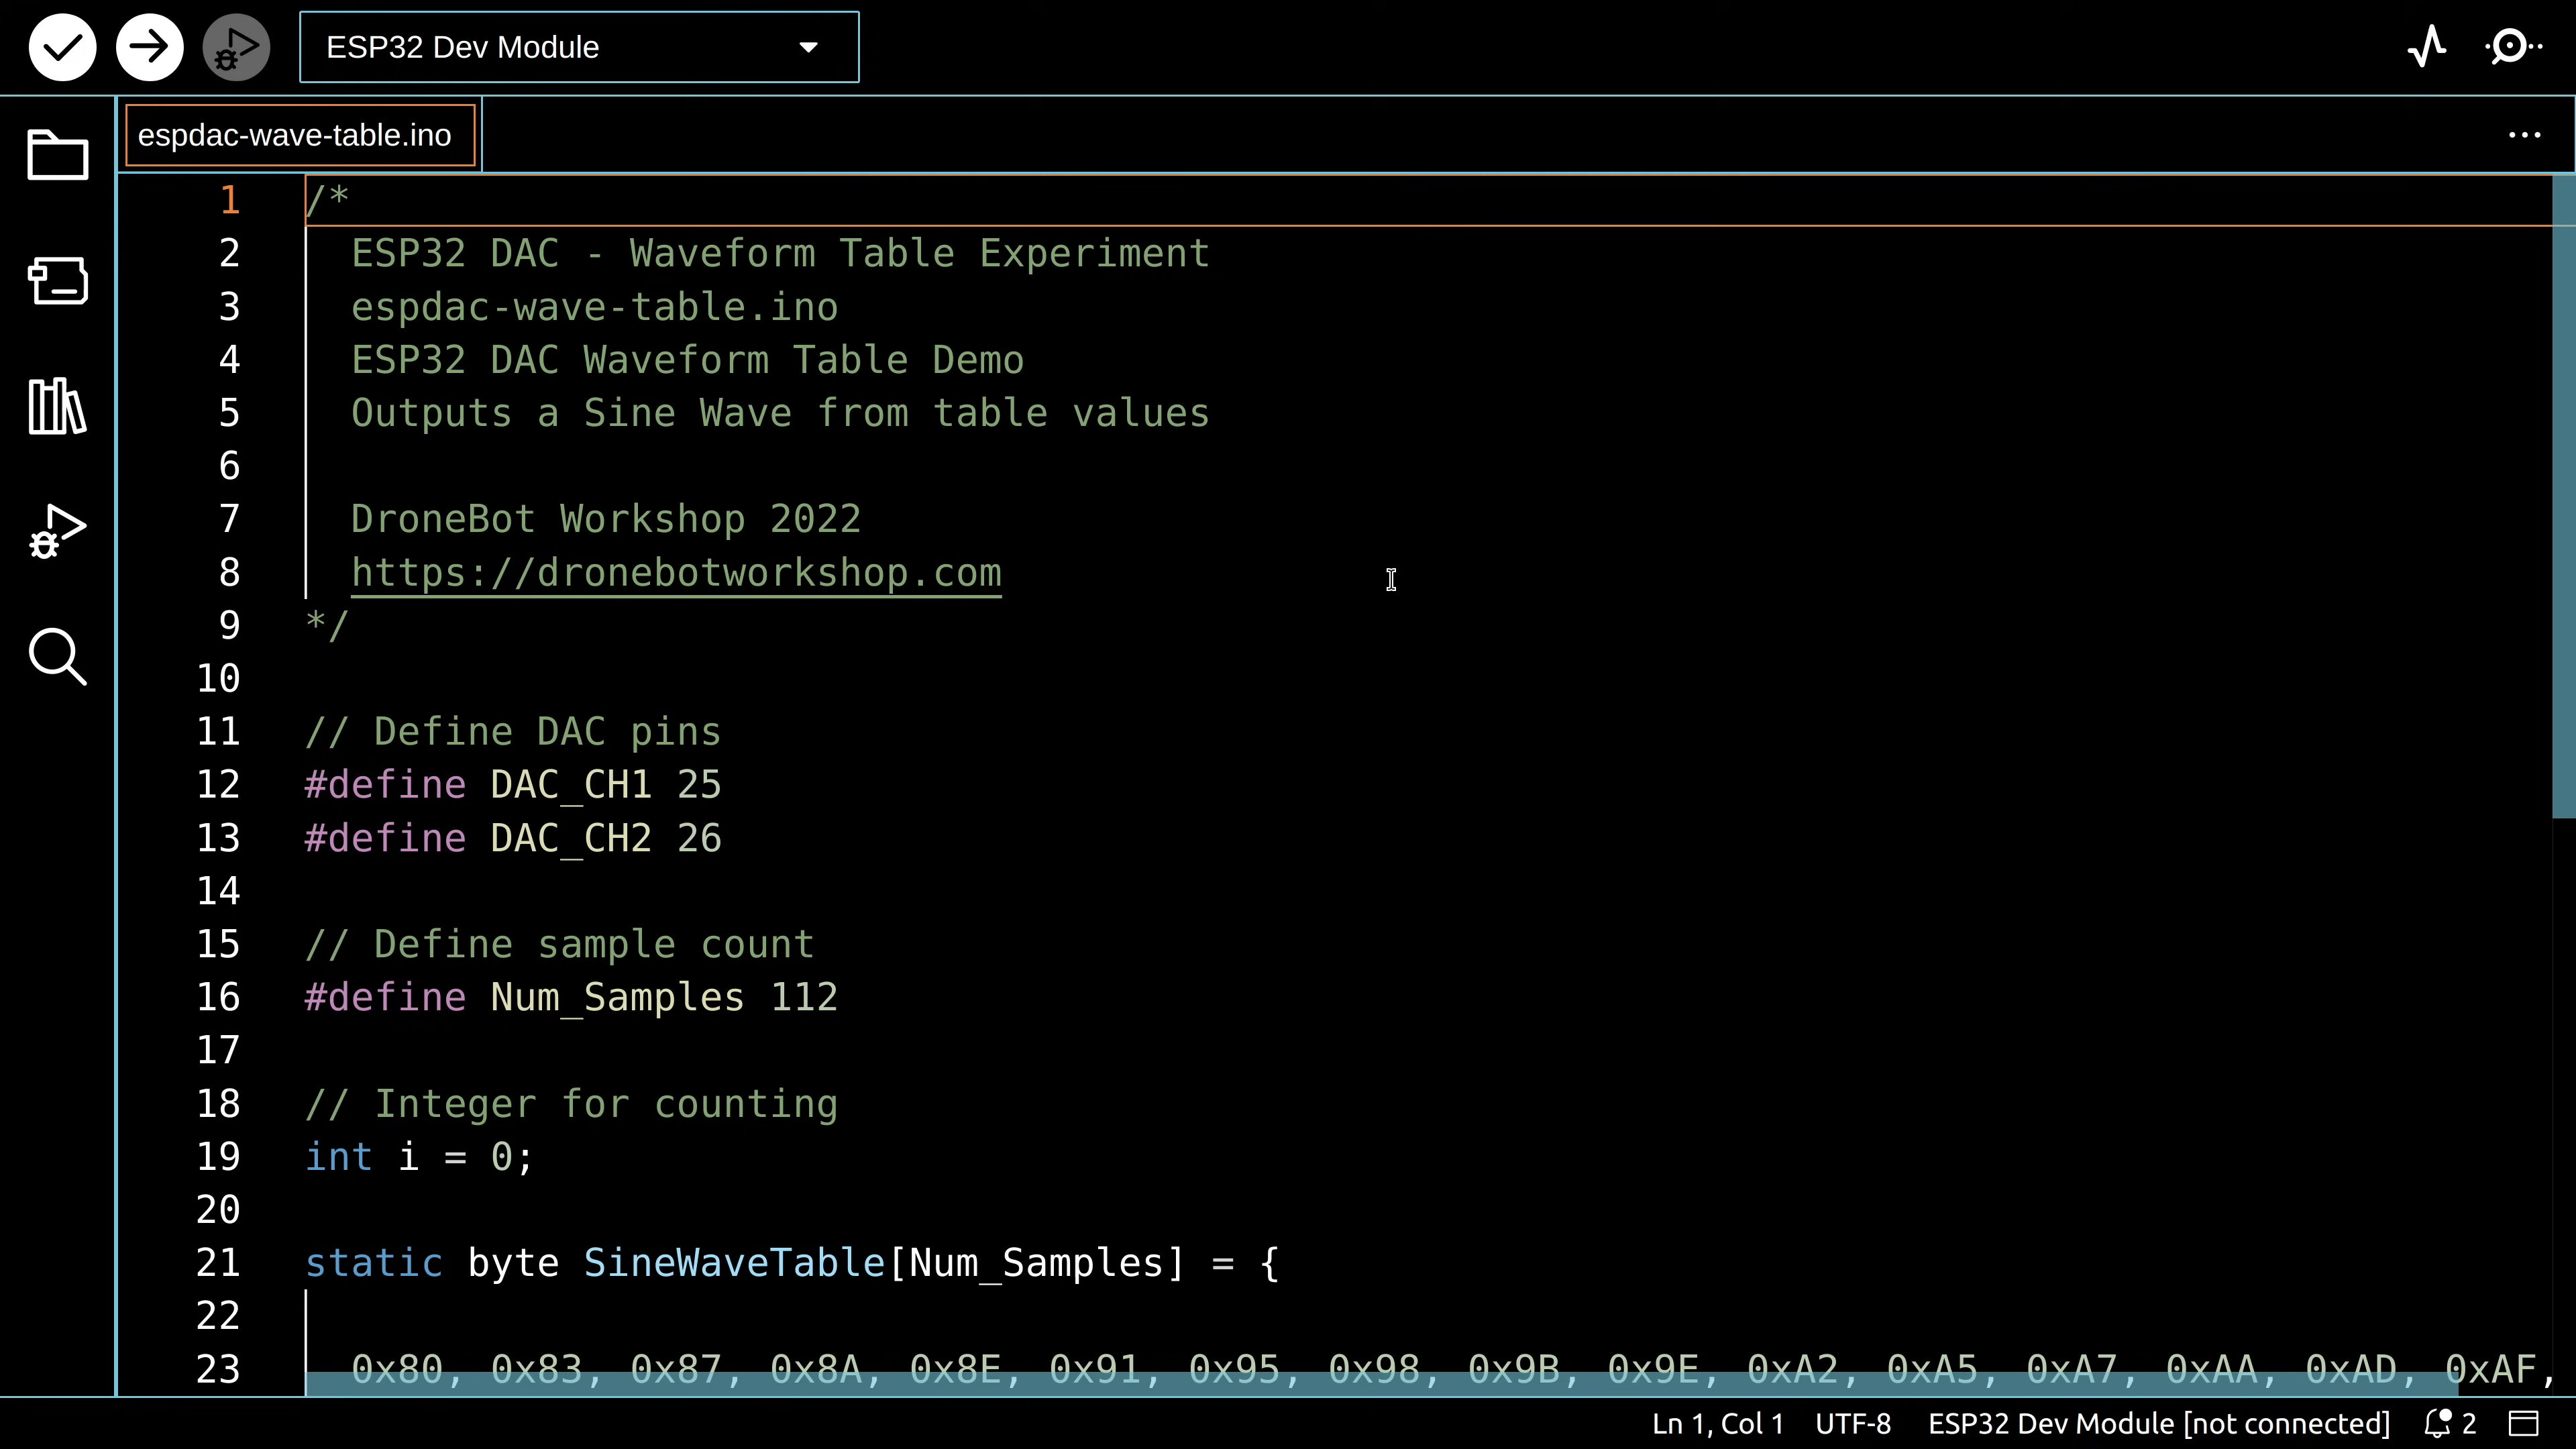 ESP32 Dev Module
espdac-wave-table.ino
1 /*
2 ESP32 DAC - Waveform Table Experiment
3 espdac-wave-table.ino
4 ESP32 DAC Waveform Table Demo
5 Outputs a Sine Wave from table values
6
7 DroneBot Workshop 2022
8 https://dronebotworkshop.com
9 */
10
11 // Define DAC pins
12 #define DAC_CH1 25
13 #define DAC_CH2 26
14
15 // Define sample count
16 #define Num_Samples 112
17
18 // Integer for counting
19 int i = 0;
20
21 static byte SineWaveTable[Num_Samples] = {
22
23 0x80, 0x83, 0x87, 0x8A, 0x8E, 0x91, 0x95, 0x98, 0x9B, 0x9E, 0xA2, 0xA5, 0xA7, 0xAA, 0xAD, 0xAF,
Ln 1, Col 1 UTF-8 ESP32 Dev Module [not connected] 2